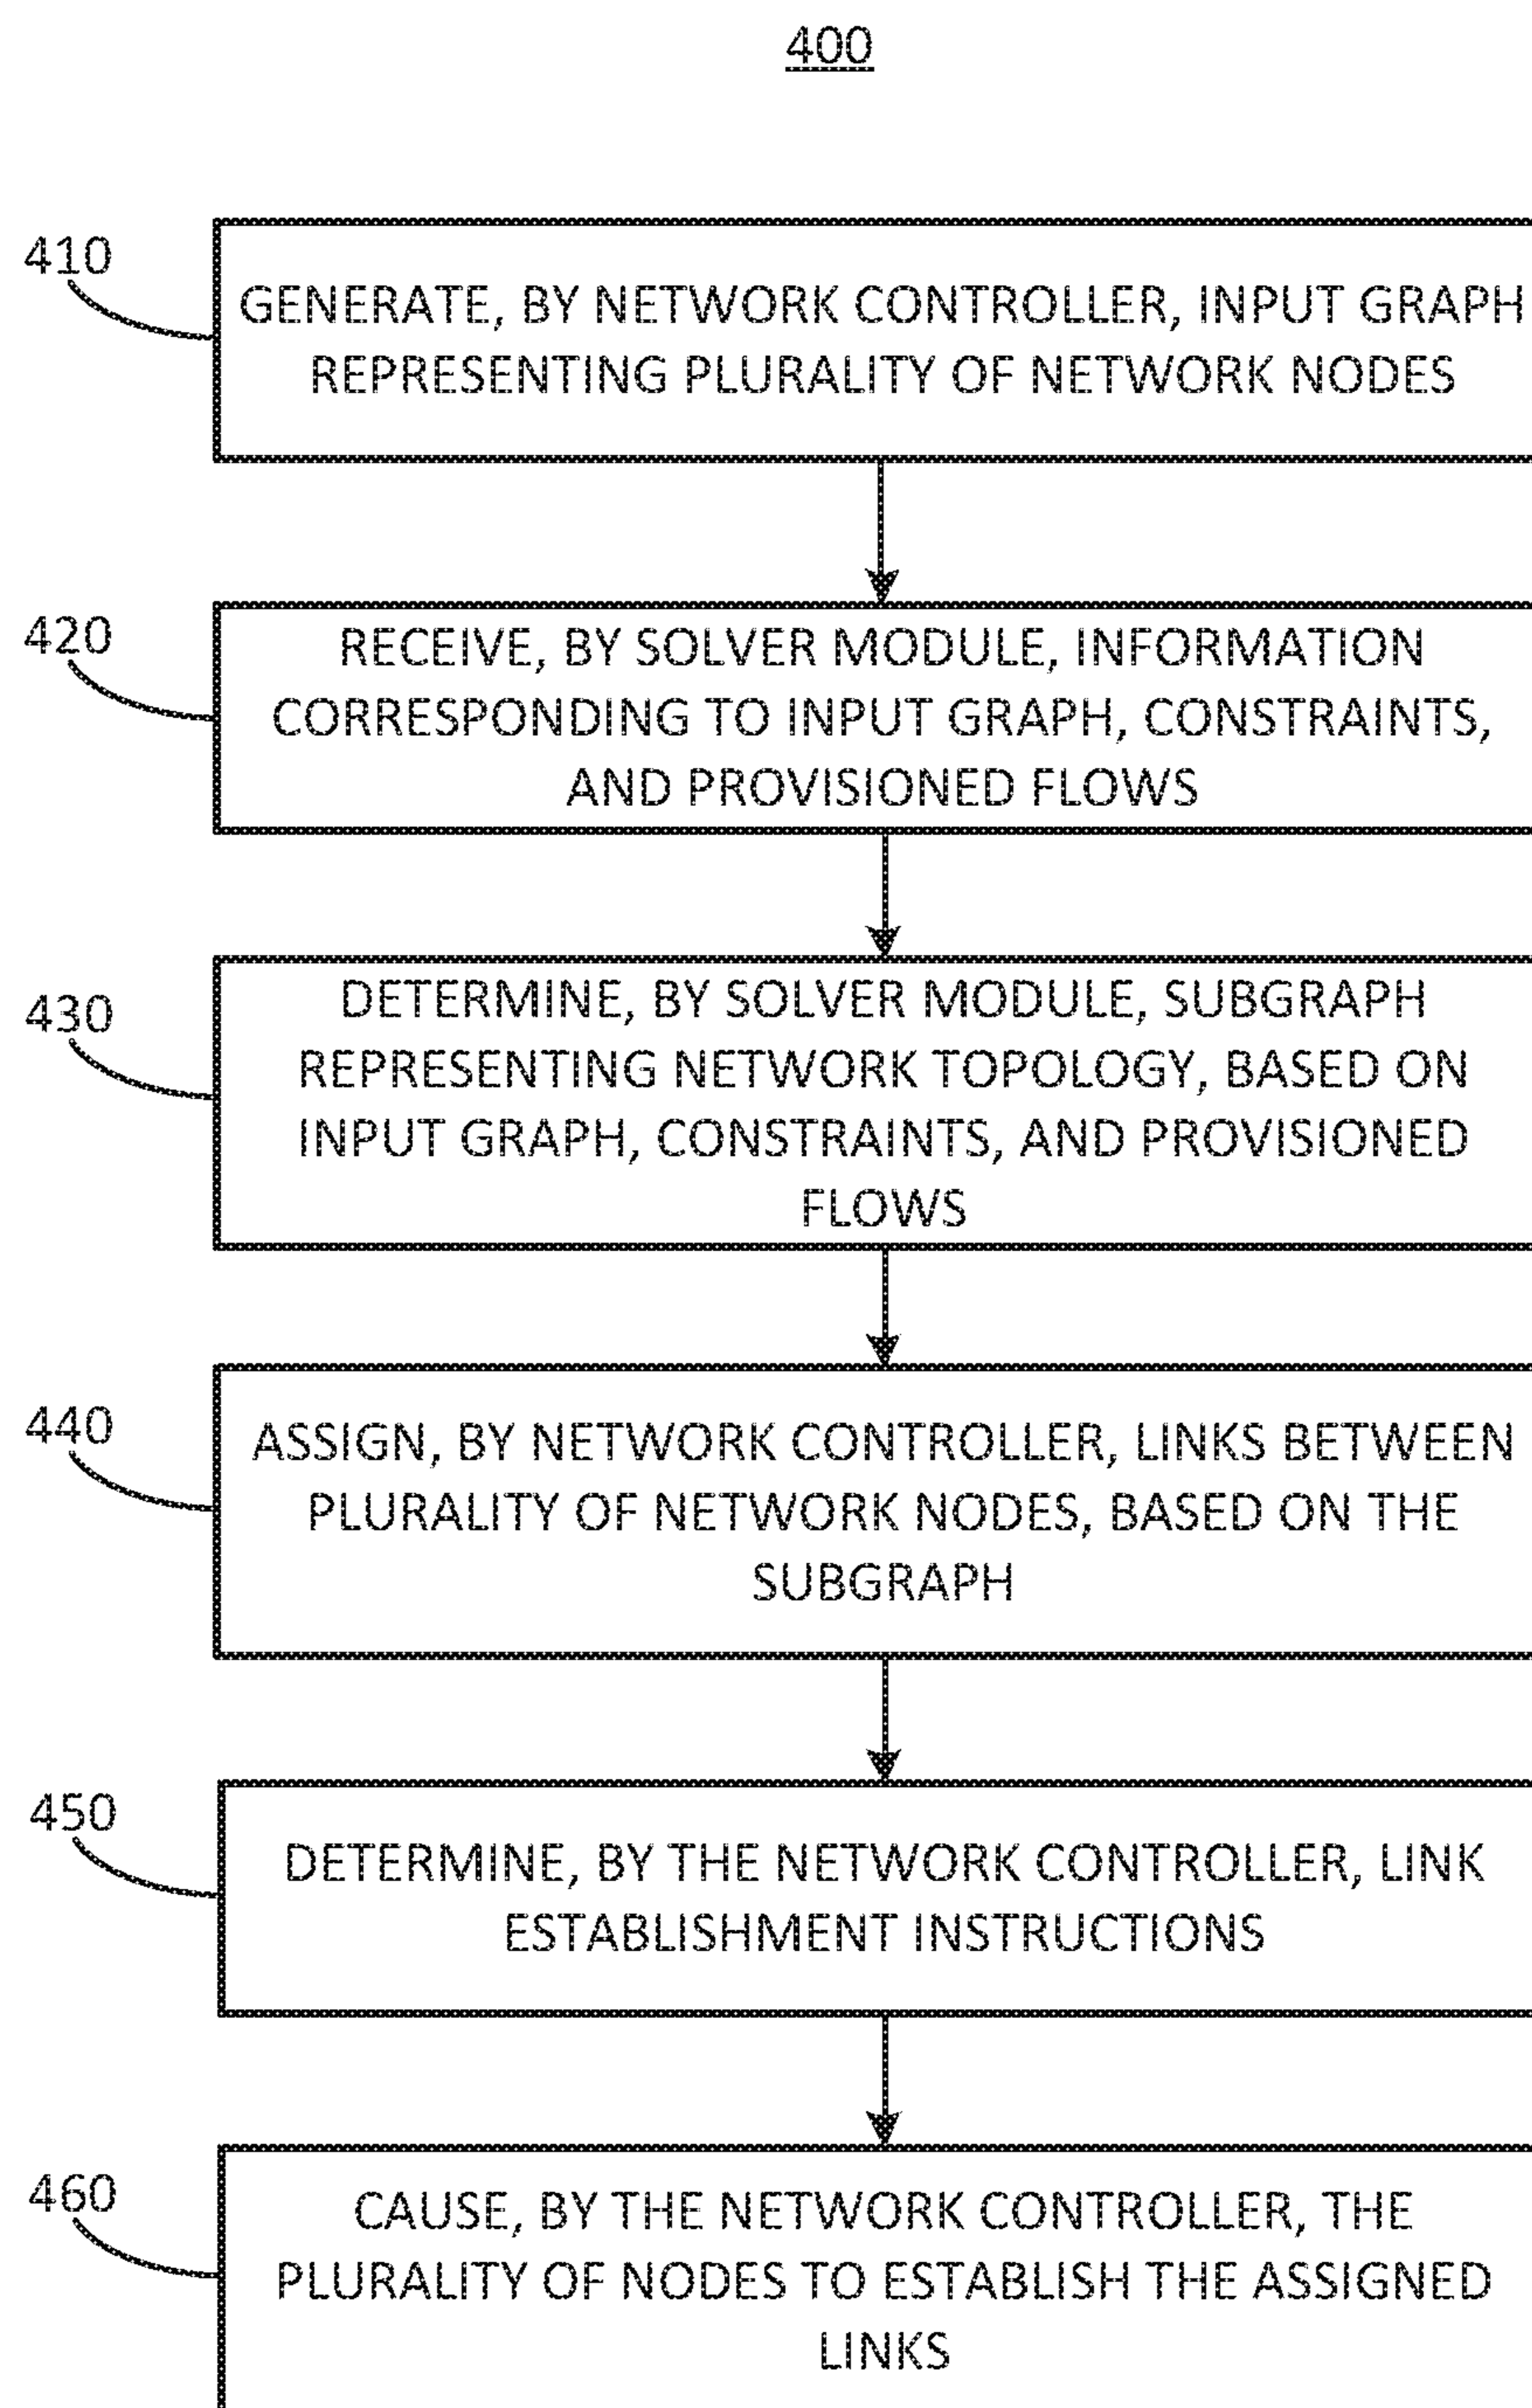 400
410
GENERATE, BY NETWORK CONTROLLER, INPUT GRAPH
REPRESENTING PLURALITY OF NETWORK NODES
420
RECEIVE, BY SOLVER MODULE, INFORMATION
CORRESPONDING TO INPUT GRAPH, CONSTRAINTS,
AND PROVISIONED FLOWS
430
DETERMINE, BY SOLVER MODULE, SUBGRAPH
REPRESENTING NETWORK TOPOLOGY, BASED ON
INPUT GRAPH, CONSTRAINTS, AND PROVISIONED
FLOWS
440
ASSIGN, BY NETWORK CONTROLLER, LINKS BETWEEN
PLURALITY OF NETWORK NODES, BASED ON THE
SUBGRAPH
450
DETERMINE, BY THE NETWORK CONTROLLER, LINK
ESTABLISHMENT INSTRUCTIONS
460
CAUSE, BY THE NETWORK CONTROLLER, THE
PLURALITY OF NODES TO ESTABLISH THE ASSIGNED
LINKS